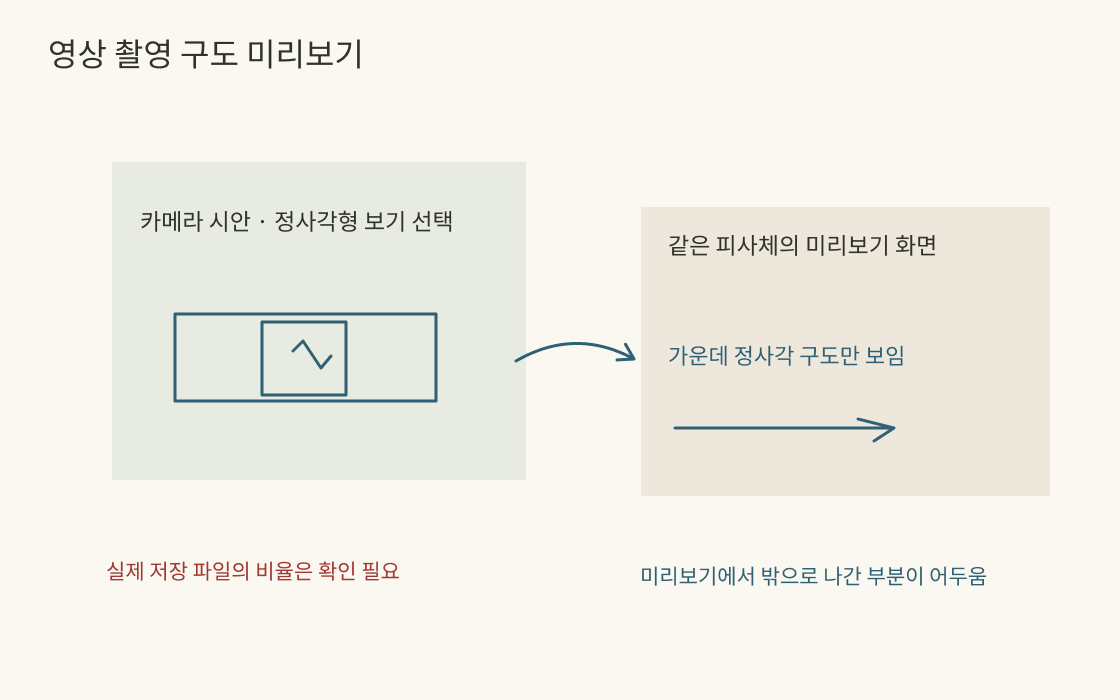 영상 촬영 구도 미리보기
카메라 시안 · 정사각형 보기 선택
같은 피사체의 미리보기 화면
가운데 정사각 구도만 보임
실제 저장 파일의 비율은 확인 필요
미리보기에서 밖으로 나간 부분이 어두움